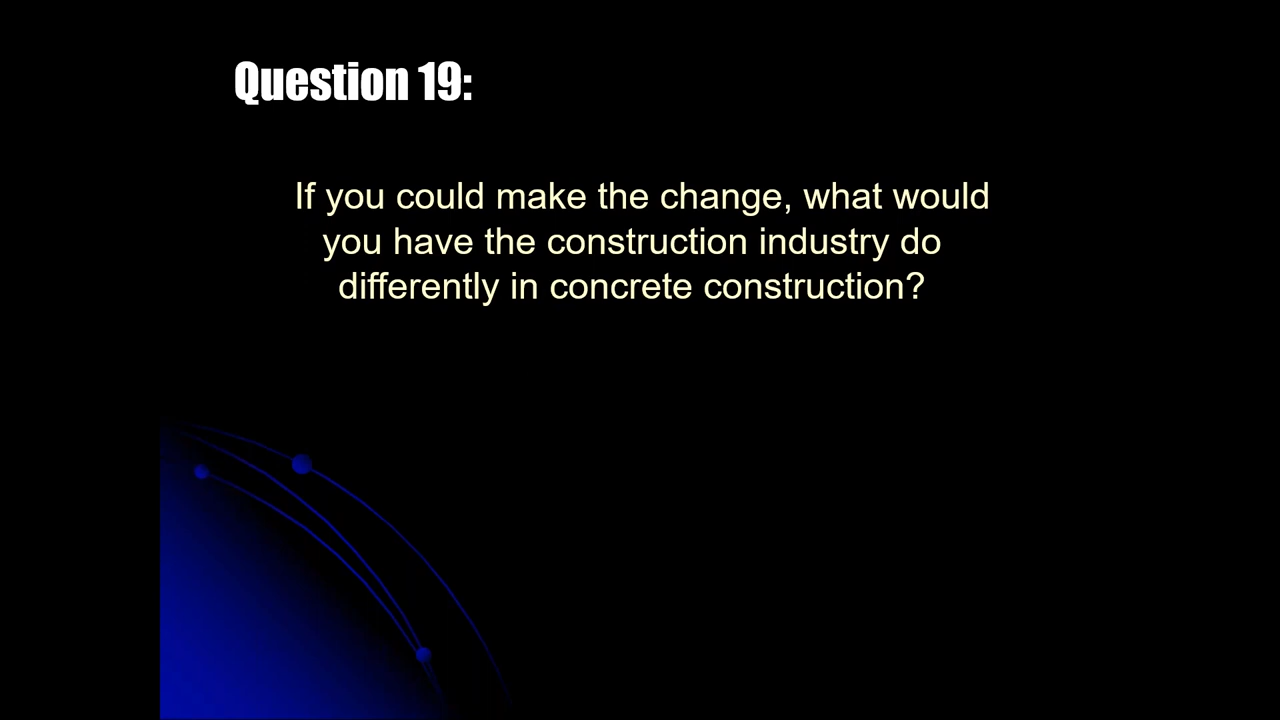 Question 19:
If you could make the change, what would
you have the construction industry do
differently in concrete construction?